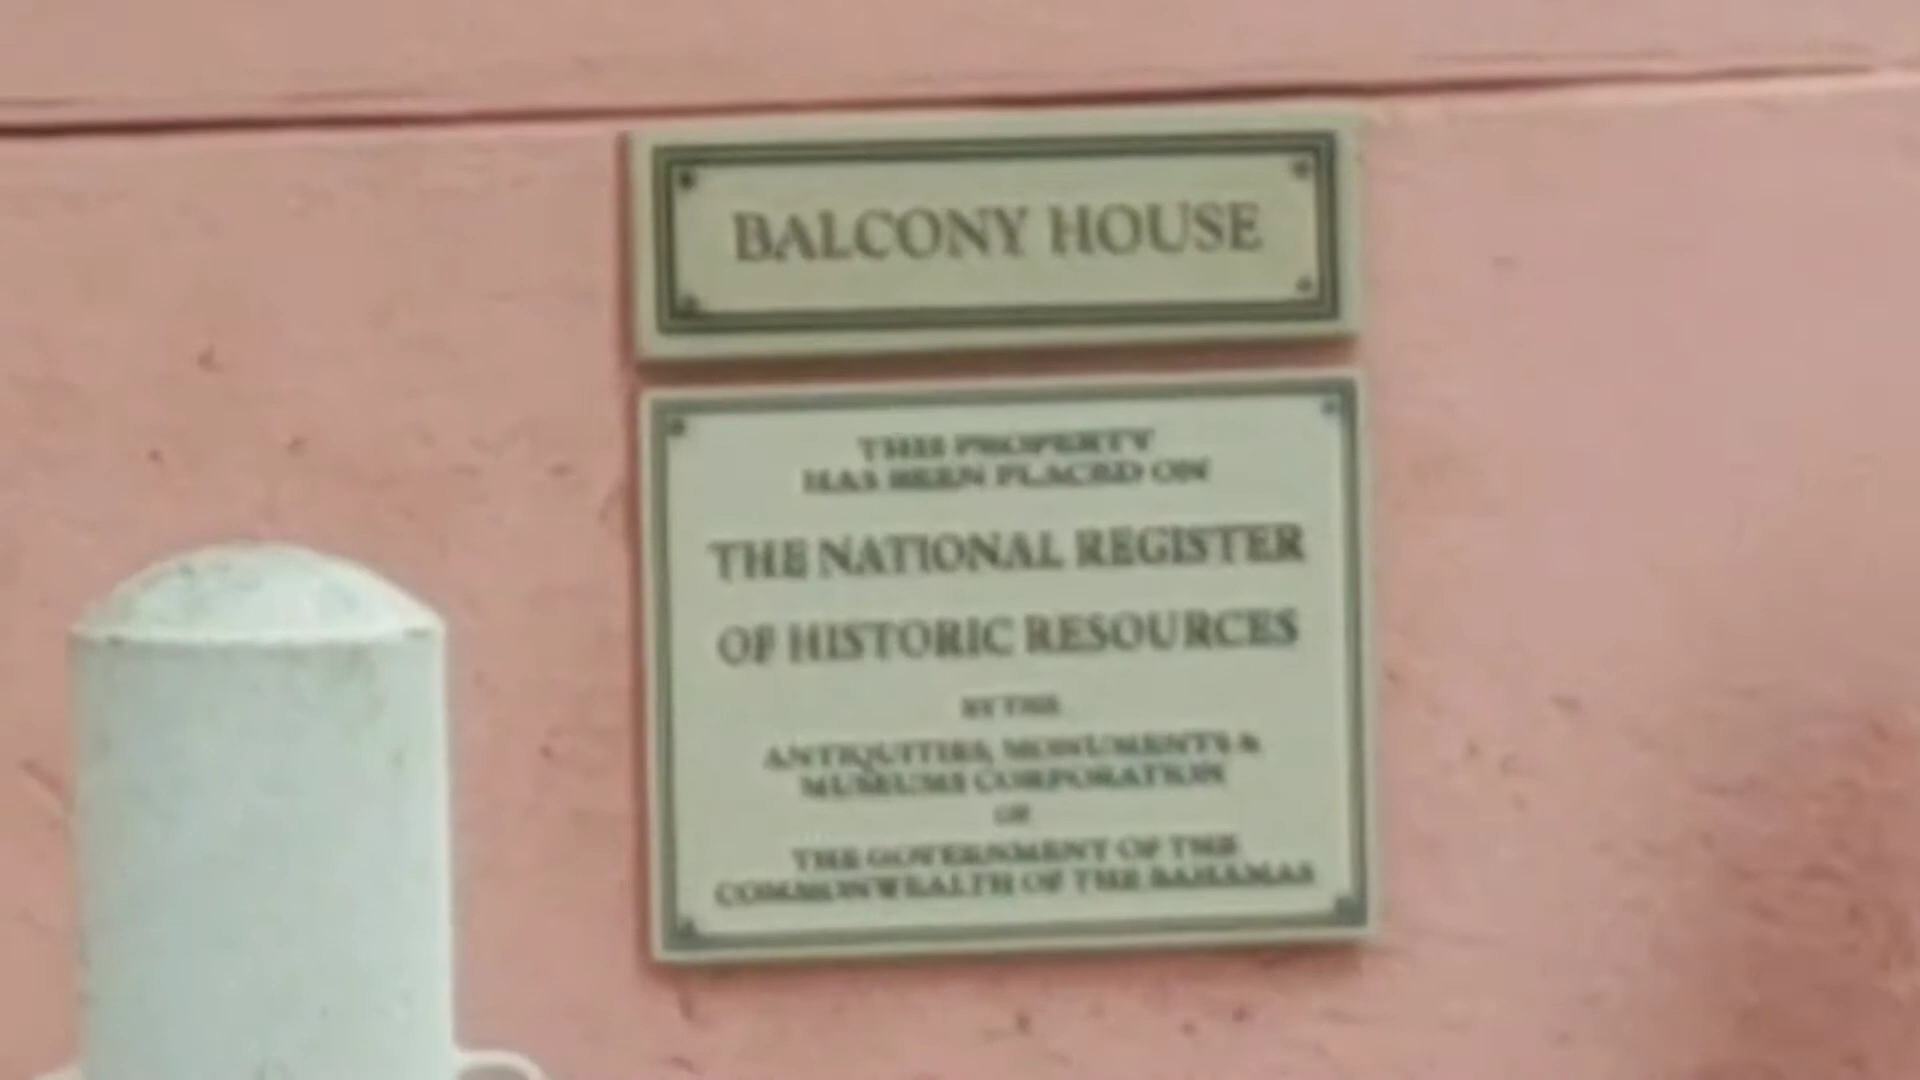 BALCONY HOUSE
THIS PROPERTY
HAS BEEN PLACED ON
THE NATIONAL REGISTER
OF HISTORIC RESOURCES
BY THE
ANTIQUITIES, MONUMENTS &
MUSEUMS CORPORATION
OF
THE GOVERNMENT OF THE
COMMONWEALTH OF THE BAHAMAS